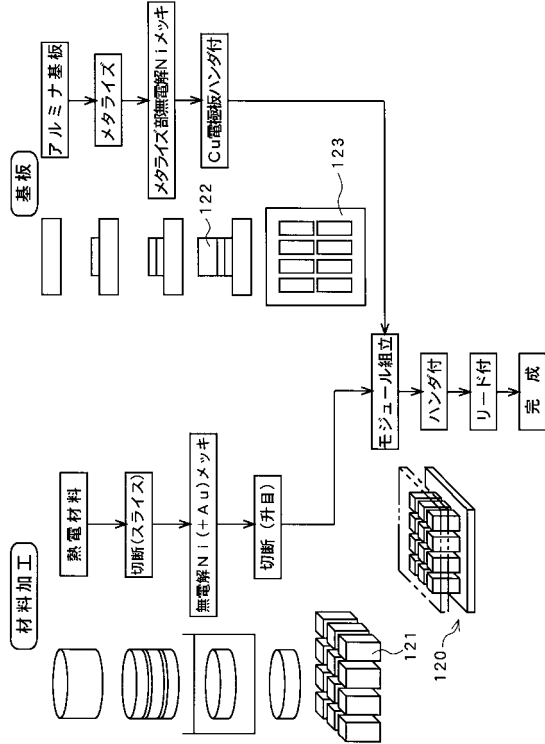 材料加工
熱電材料
切断(スライス)
無電解Ni(+Au)メッキ
切断(升目)
121
120
基板
アルミナ基板
メタライズ
メタライズ部無電解Niメッキ
Cu電極板ハンダ付
122
123
モジュール組立
ハンダ付
リード付
完成